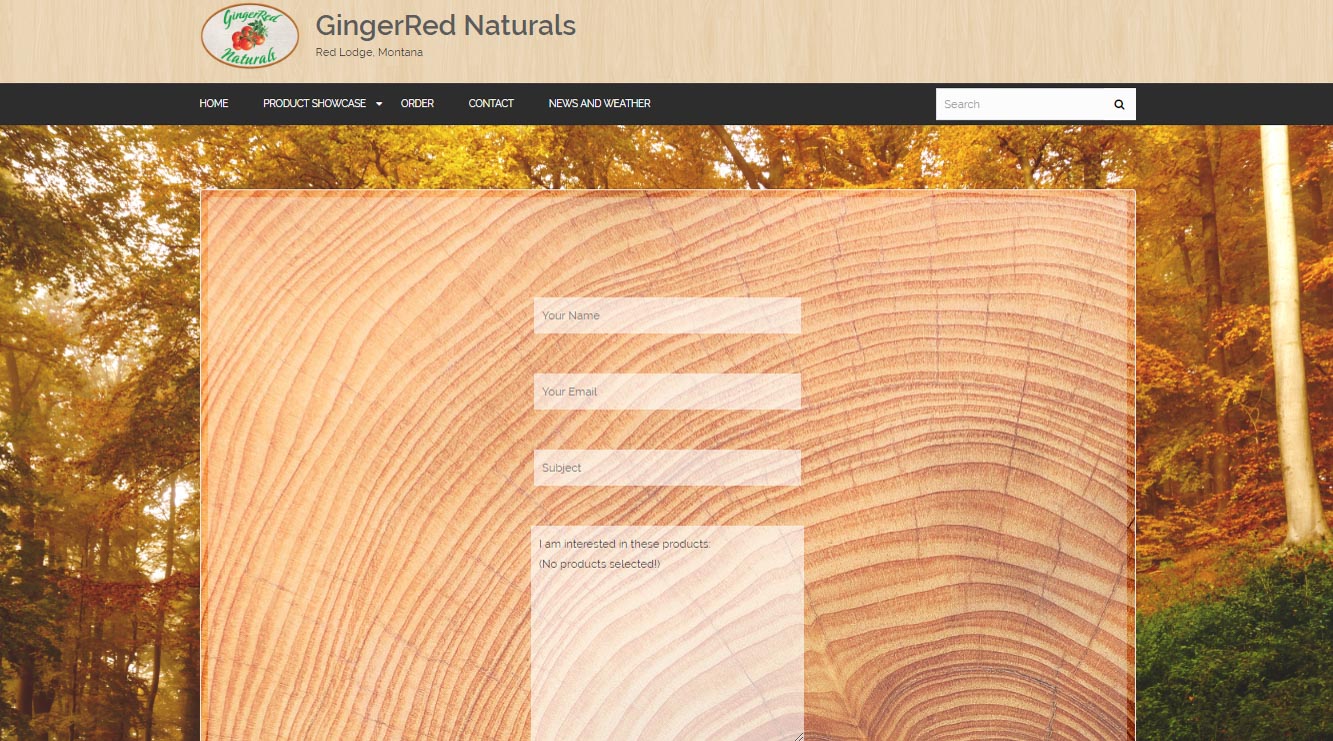 GingerRed
Naturals
GingerRed Naturals
Red Lodge, Montana
HOME PRODUCT SHOWCASE ORDER CONTACT NEWS AND WEATHER Search
Your Name
Your Email
Subject
I am interested in these products:
(No products selected!)